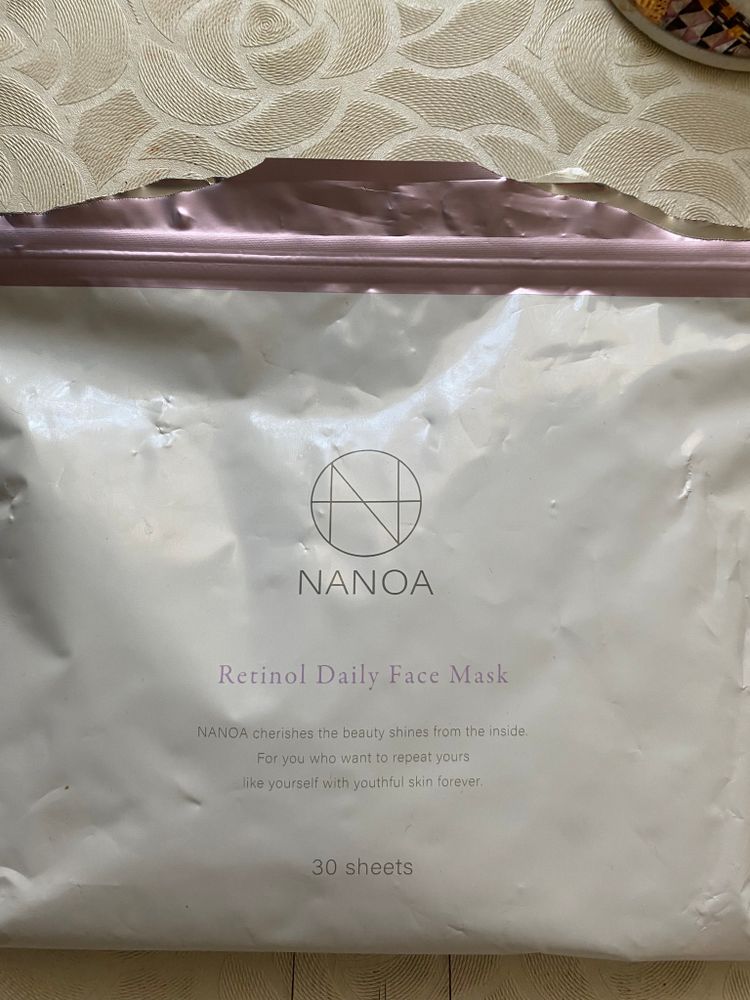 NANOA
Retinol Daily Face Mask
NANOA cherishes the beauty shines from the inside.
For you who want to repeat yours
like yourself with youthful skin forever.
30 sheets